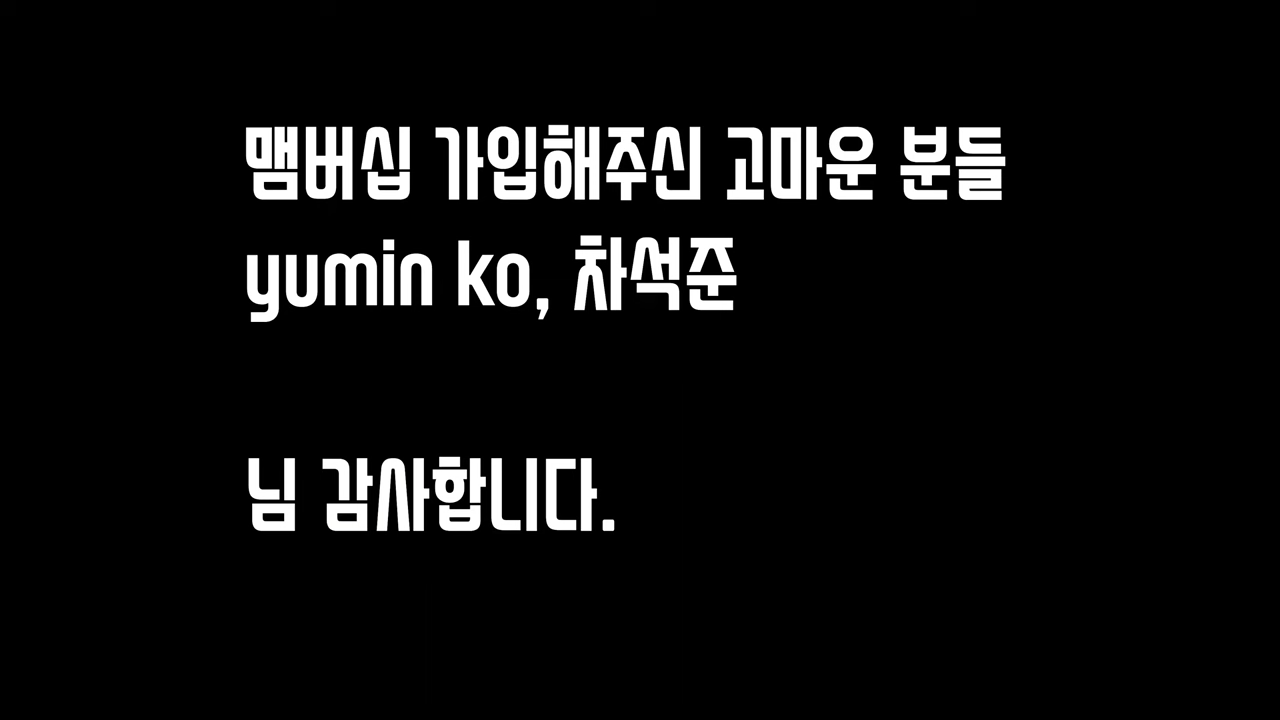 맴버십 가입해주신 고마운 분들
yumin ko, 차석준
님 감사합니다.